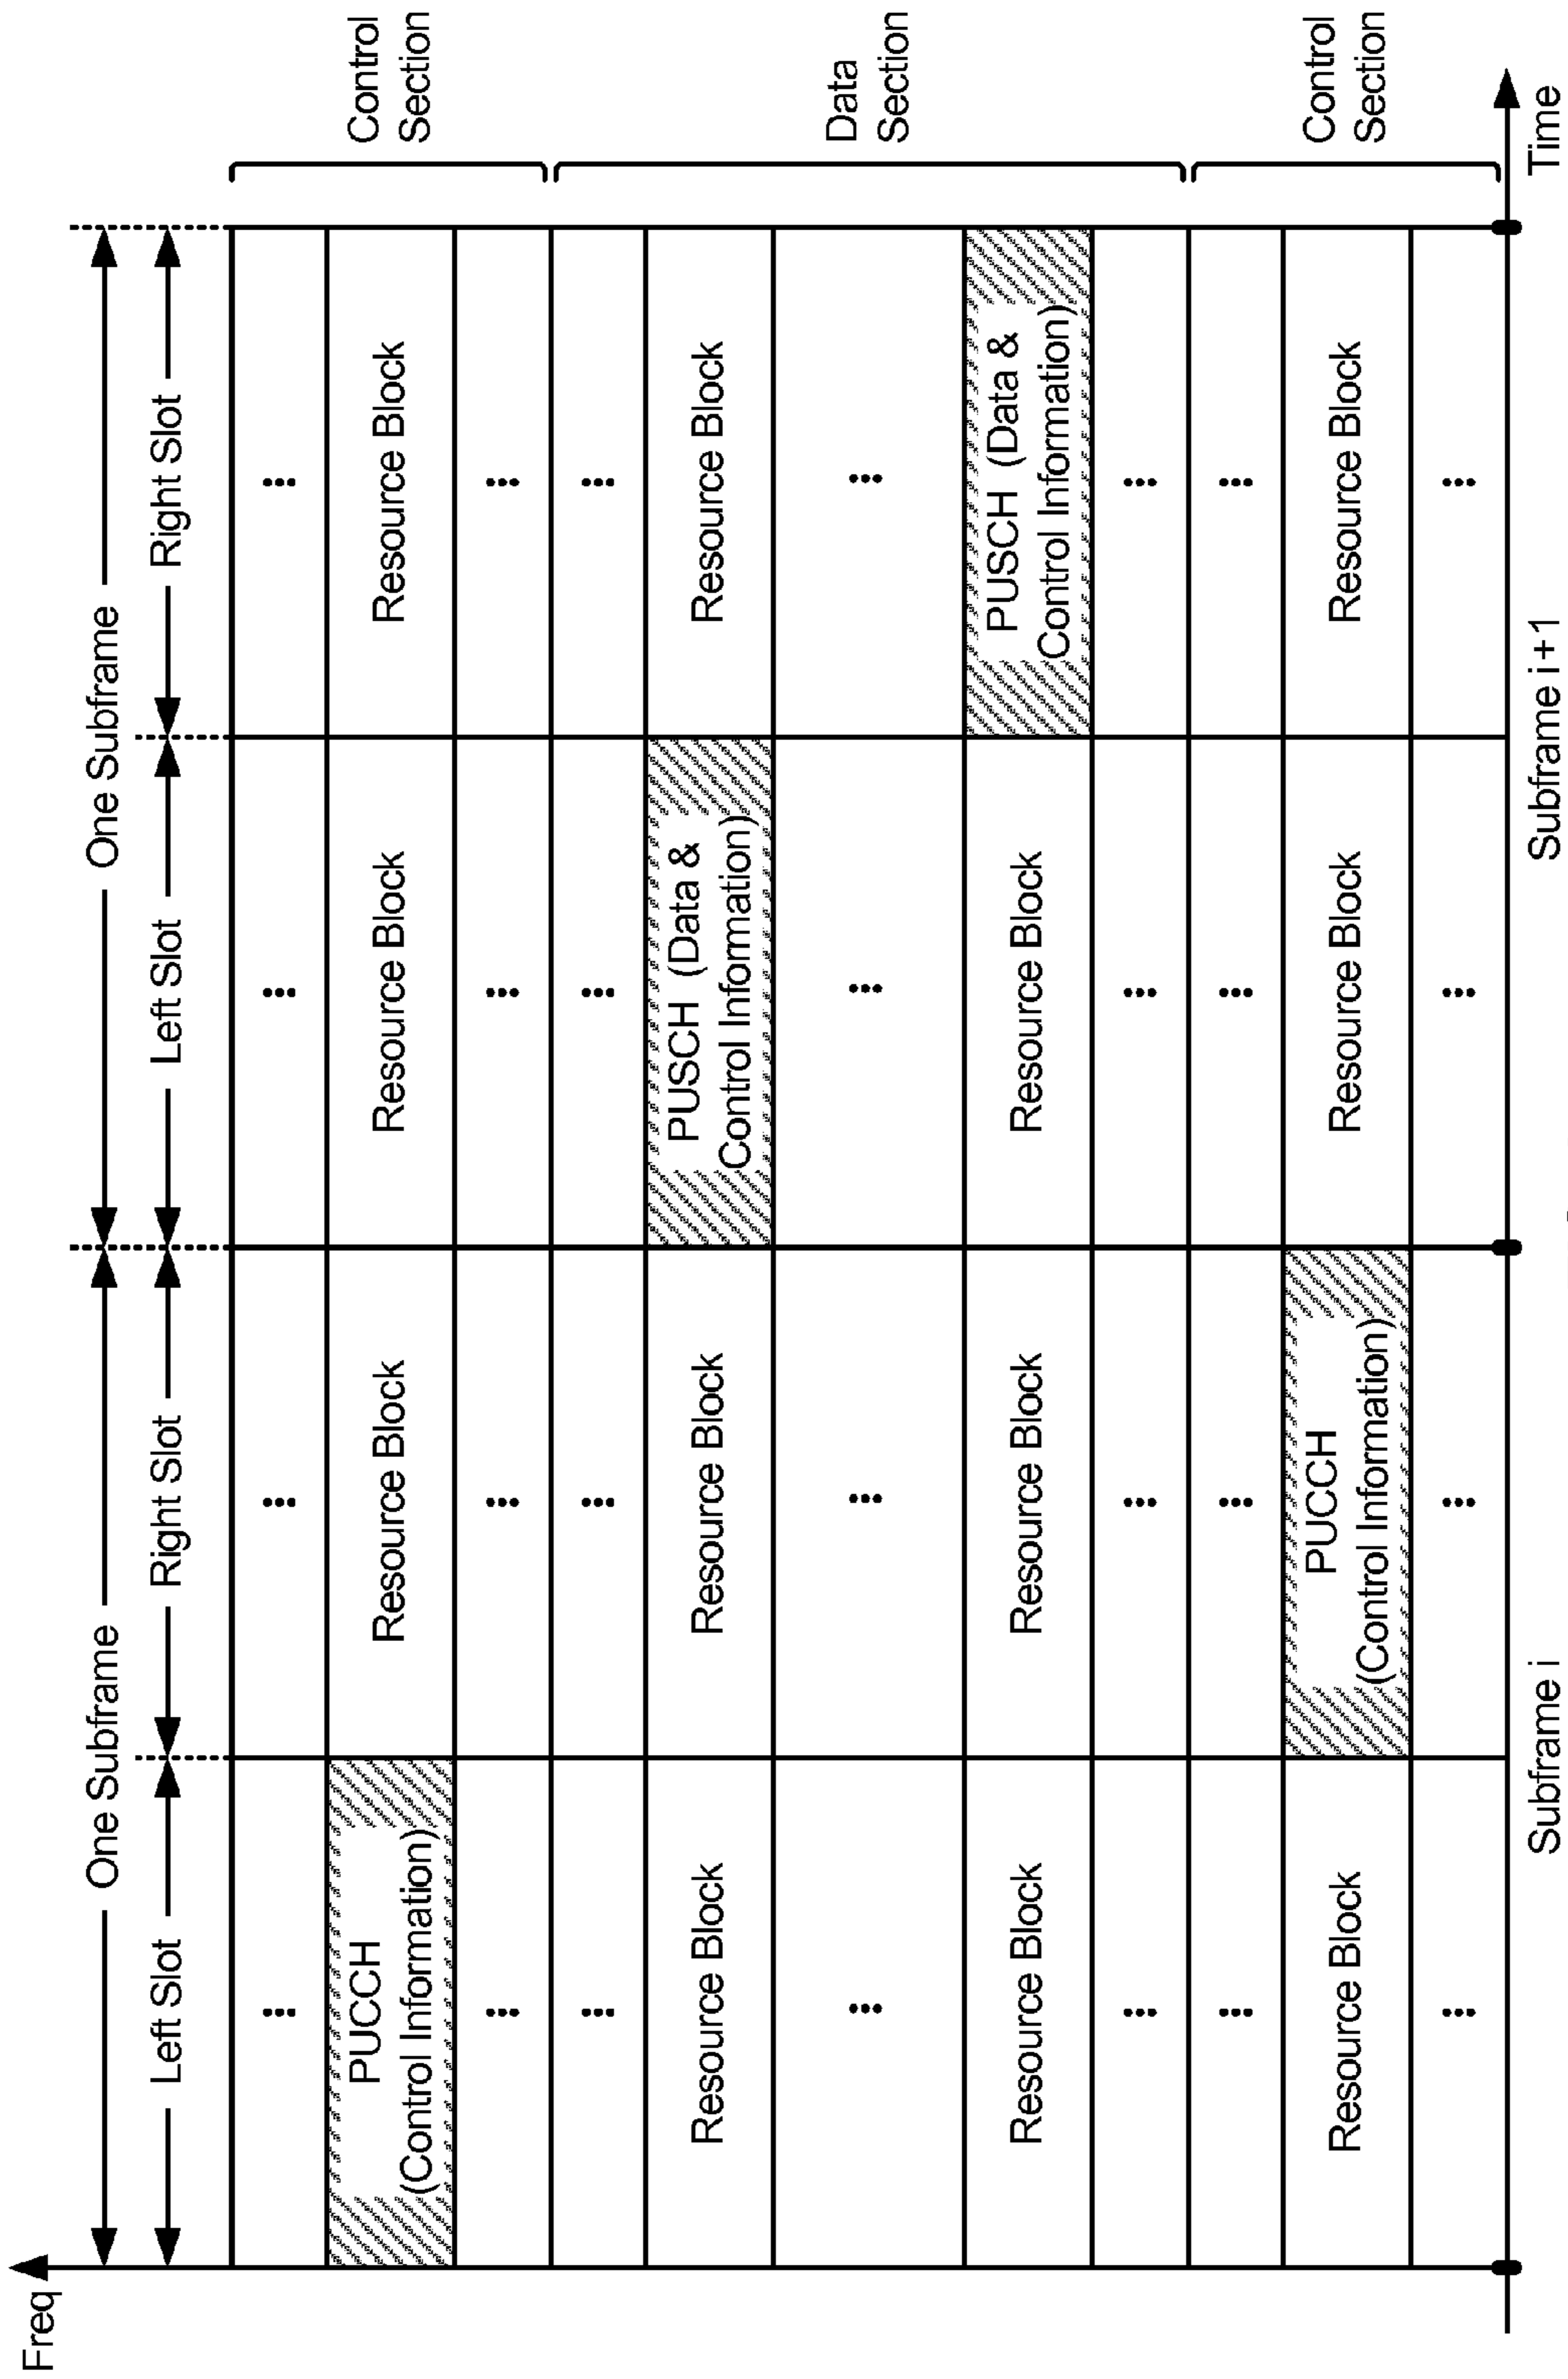 Freq
One Subframe
One Subframe
Left Slot
Right Slot
Left Slot
Right Slot
...
...
...
...
PUCCH
(Control Information)
Resource Block
Resource Block
Resource Block
Control
Section
...
...
...
...
...
...
...
...
Resource Block
Resource Block
PUSCH (Data &
Control Information)
Resource Block
...
...
...
...
Data
Section
Resource Block
Resource Block
Resource Block
PUSCH (Data &
Control Information)
...
...
...
...
...
...
...
...
Resource Block
PUCCH
(Control Information)
Resource Block
Resource Block
Control
Section
...
...
...
...
Subframe i
Subframe i +1
Time